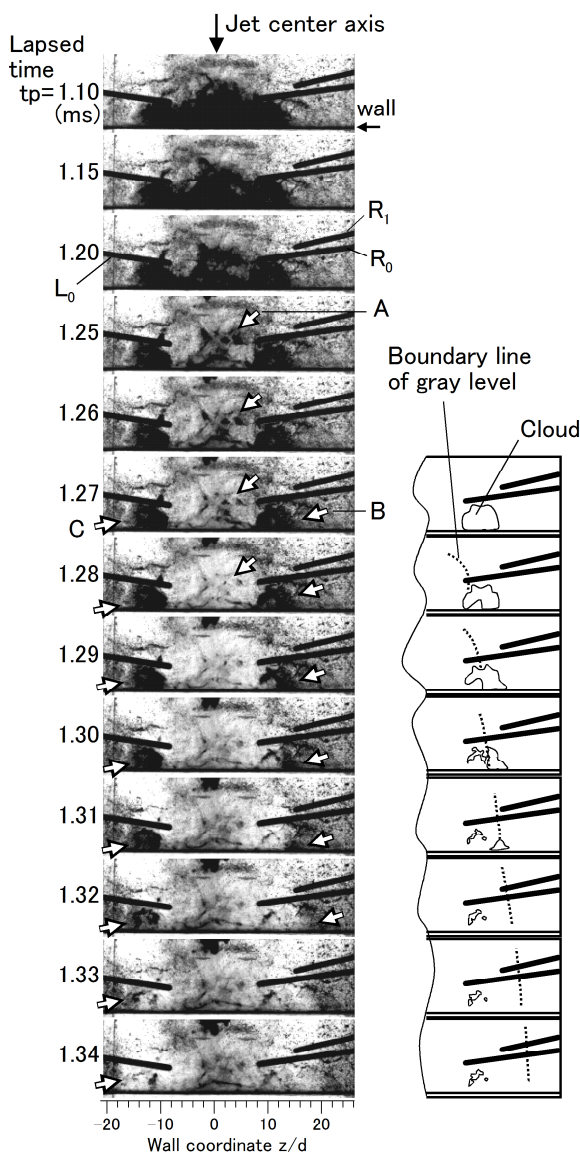 Jet center axis
Lapsed
time
tp=1.10
(ms)
wall
1.15
1.20
R₁
R₀
L₀
1.25
A
Boundary line
of gray level
1.26
Cloud
1.27
B
C
1.28
1.29
1.30
1.31
1.32
1.33
1.34
-20 -10 0 10 20
Wall coordinate z/d